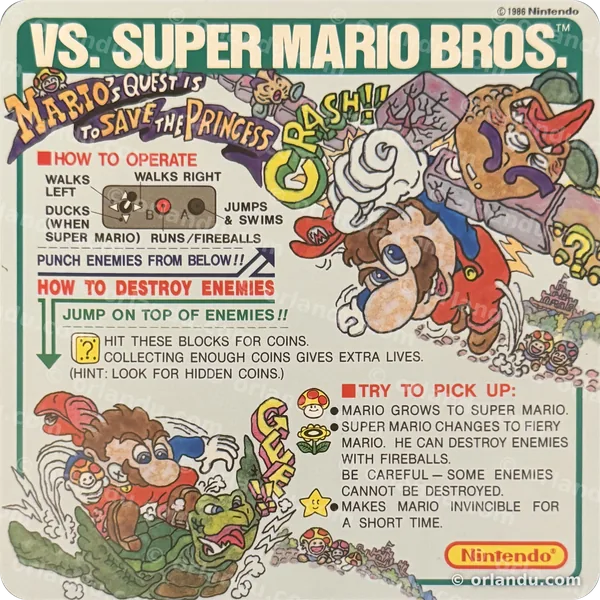 © 1986 Nintendo
VS. SUPER MARIO BROS.™
MARIO'S QUEST IS
TO SAVE THE PRINCESS
CRASH!!
■HOW TO OPERATE
WALKS LEFT
WALKS RIGHT
DUCKS (WHEN SUPER MARIO)
B A
JUMPS & SWIMS
RUNS/FIREBALLS
PUNCH ENEMIES FROM BELOW!!
HOW TO DESTROY ENEMIES
JUMP ON TOP OF ENEMIES!!
? HIT THESE BLOCKS FOR COINS.
COLLECTING ENOUGH COINS GIVES EXTRA LIVES.
(HINT: LOOK FOR HIDDEN COINS.)
M
?
■TRY TO PICK UP:
●MARIO GROWS TO SUPER MARIO.
●SUPER MARIO CHANGES TO FIERY
MARIO. HE CAN DESTROY ENEMIES
WITH FIREBALLS.
BE CAREFUL — SOME ENEMIES
CANNOT BE DESTROYED.
●MAKES MARIO INVINCIBLE FOR
A SHORT TIME.
GEE!!
Nintendo®
© orlandu.com